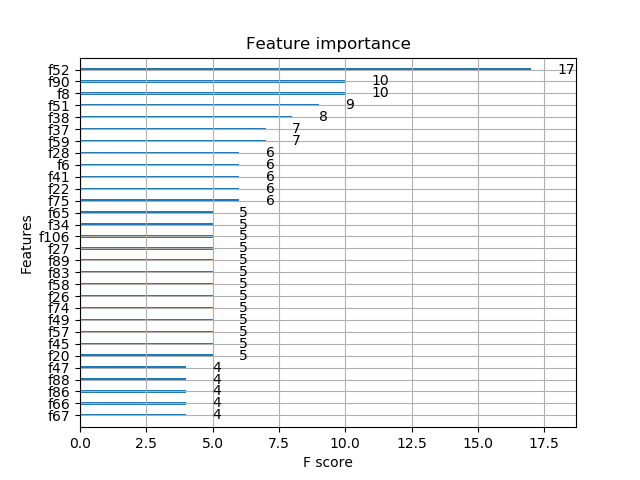 Feature importance
f52 17
f90 10
f8 10
f51 9
f38 8
f37 7
f59 7
f28 6
f6 6
f41 6
f22 6
f75 6
f65 5
f34 5
f106 5
f27 5
f89 5
f83 5
f58 5
f26 5
f74 5
f49 5
f57 5
f45 5
f20 5
f47 4
f88 4
f86 4
f66 4
f67 4
Features
0.0 2.5 5.0 7.5 10.0 12.5 15.0 17.5
F score